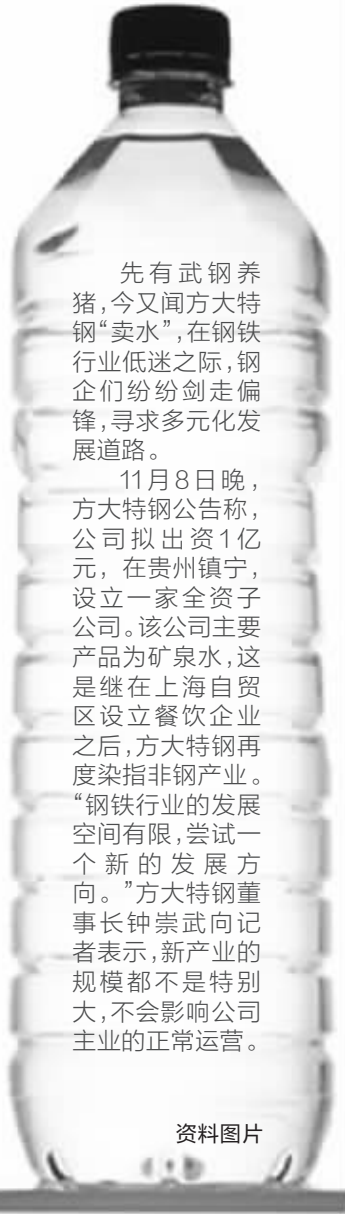 先有武钢养
猪,今又闻方大特
钢“卖水”,在钢铁
行业低迷之际,钢
企们纷纷剑走偏
锋,寻求多元化发
展道路。
11月8日晚,
方大特钢公告称,
公司拟出资1亿
元,在贵州镇宁,
设立一家全资子
公司。该公司主要
产品为矿泉水,这
是继在上海自贸
区设立餐饮企业
之后,方大特钢再
度染指非钢产业。
“钢铁行业的发展
空间有限,尝试一
个新的发展方
向。”方大特钢董
事长钟崇武向记
者表示,新产业的
规模都不是特别
大,不会影响公司
主业的正常运营。
资料图片